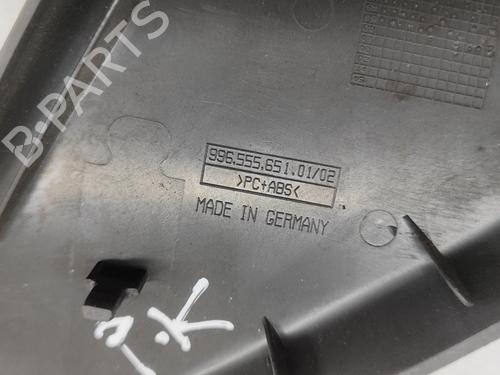 B-PARTS
996.555.651.01/02
>PC+ABS<
MADE IN GERMANY